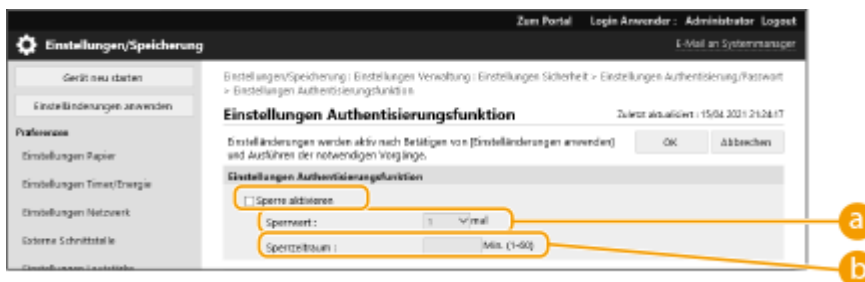 Zum Portal Login Anwender : Administrator Logout
Einstellungen/Speicherung
E-Mail an Systemmanager
Gerät neu starten
Einstelländerungen anwenden
Präferenzen
Einstellungen Papier
Einstellungen Timer/Energie
Einstellungen Netzwerk
Externe Schnittstelle
Einstellungen Lautstärke
Einstellungen/Speicherung : Einstellungen Verwaltung : Einstellungen Sicherheit > Einstellungen Authentisierung/Passwort
> Einstellungen Authentisierungsfunktion
Einstellungen Authentisierungsfunktion
Zuletzt aktualisiert : 15/04 2021 21:24:17
Einstelländerungen werden aktiv nach Betätigen von [Einstelländerungen anwenden]
und Ausführen der notwendigen Vorgänge.
OK Abbrechen
Einstellungen Authentisierungsfunktion
Sperre aktivieren
Sperrwert : 1 mal
Sperrzeitraum : Min. (1-60)
a
b